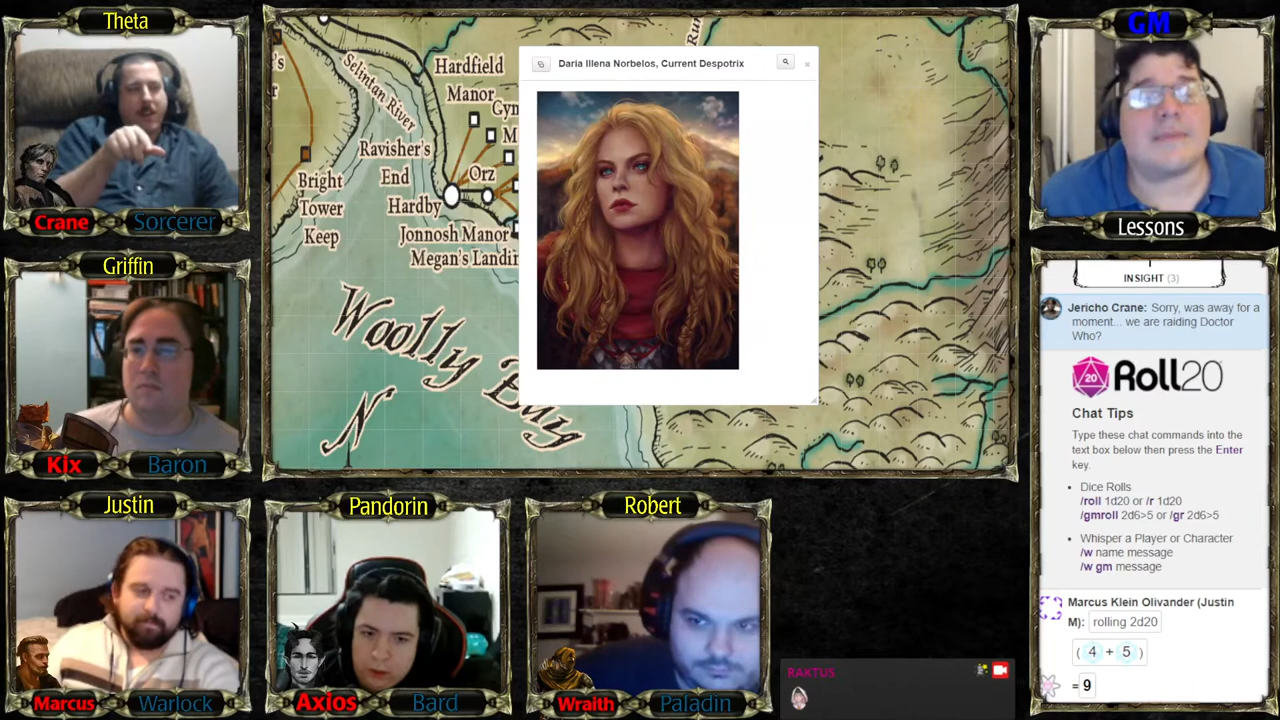 Theta
Crane
Sorcerer
Griffin
Kix
Baron
Justin
Marcus
Warlock
Pandorin
Axios
Bard
Robert
Wraith
Paladin
GM
Lessons
Selintan River
Hardfield
Manor
Ravisher's
End
Orz
Hardby
Bright
Tower
Keep
Jonnosh Manor
Megan's Landin
Woolly Bay
N
Daria Illena Norbelos, Current Despotrix
INSIGHT (3)
Jericho Crane: Sorry, was away for a
moment... we are raiding Doctor
Who?
20
Roll20
Chat Tips
Type these chat commands into the
text box below then press the Enter
key.
• Dice Rolls
/roll 1d20 or /r 1d20
/gmroll 2d6>5 or /gr 2d6>5
• Whisper a Player or Character
/w name message
/w gm message
Marcus Klein Olivander (Justin
M): rolling 2d20
( 4 + 5 )
= 9
RAKTUS